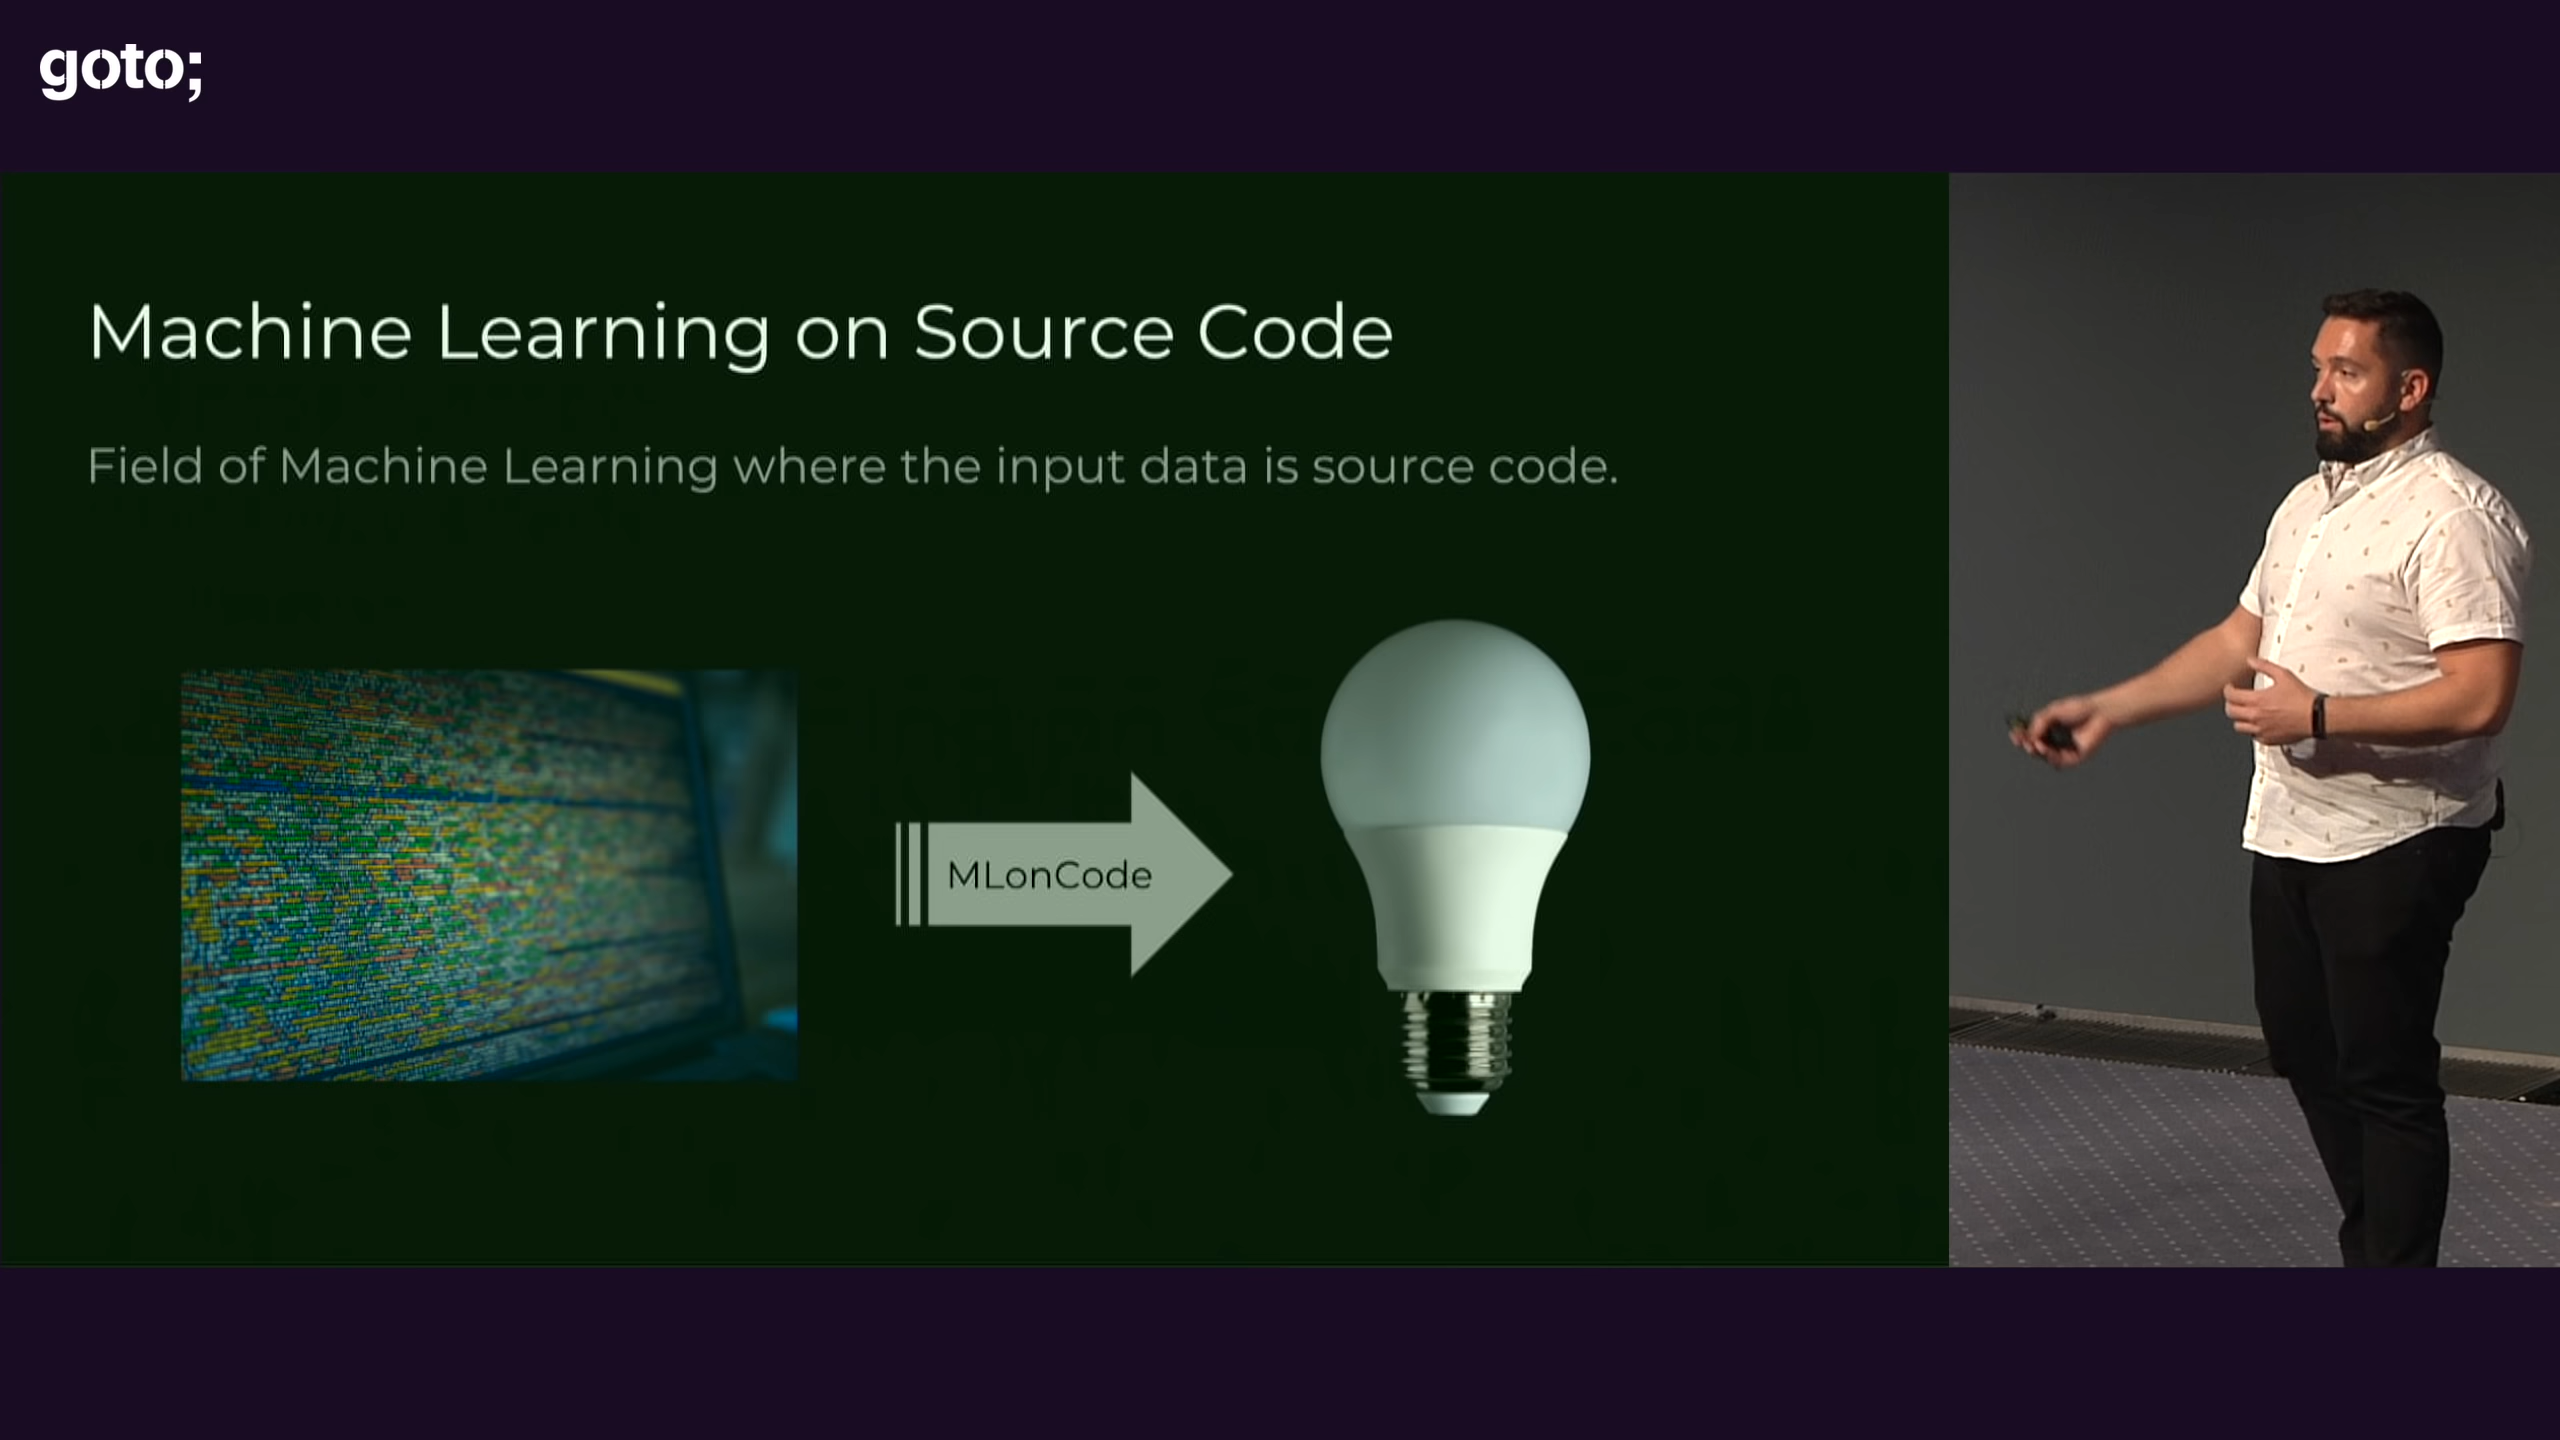 goto;
Machine Learning on Source Code
Field of Machine Learning where the input data is source code.
MLonCode